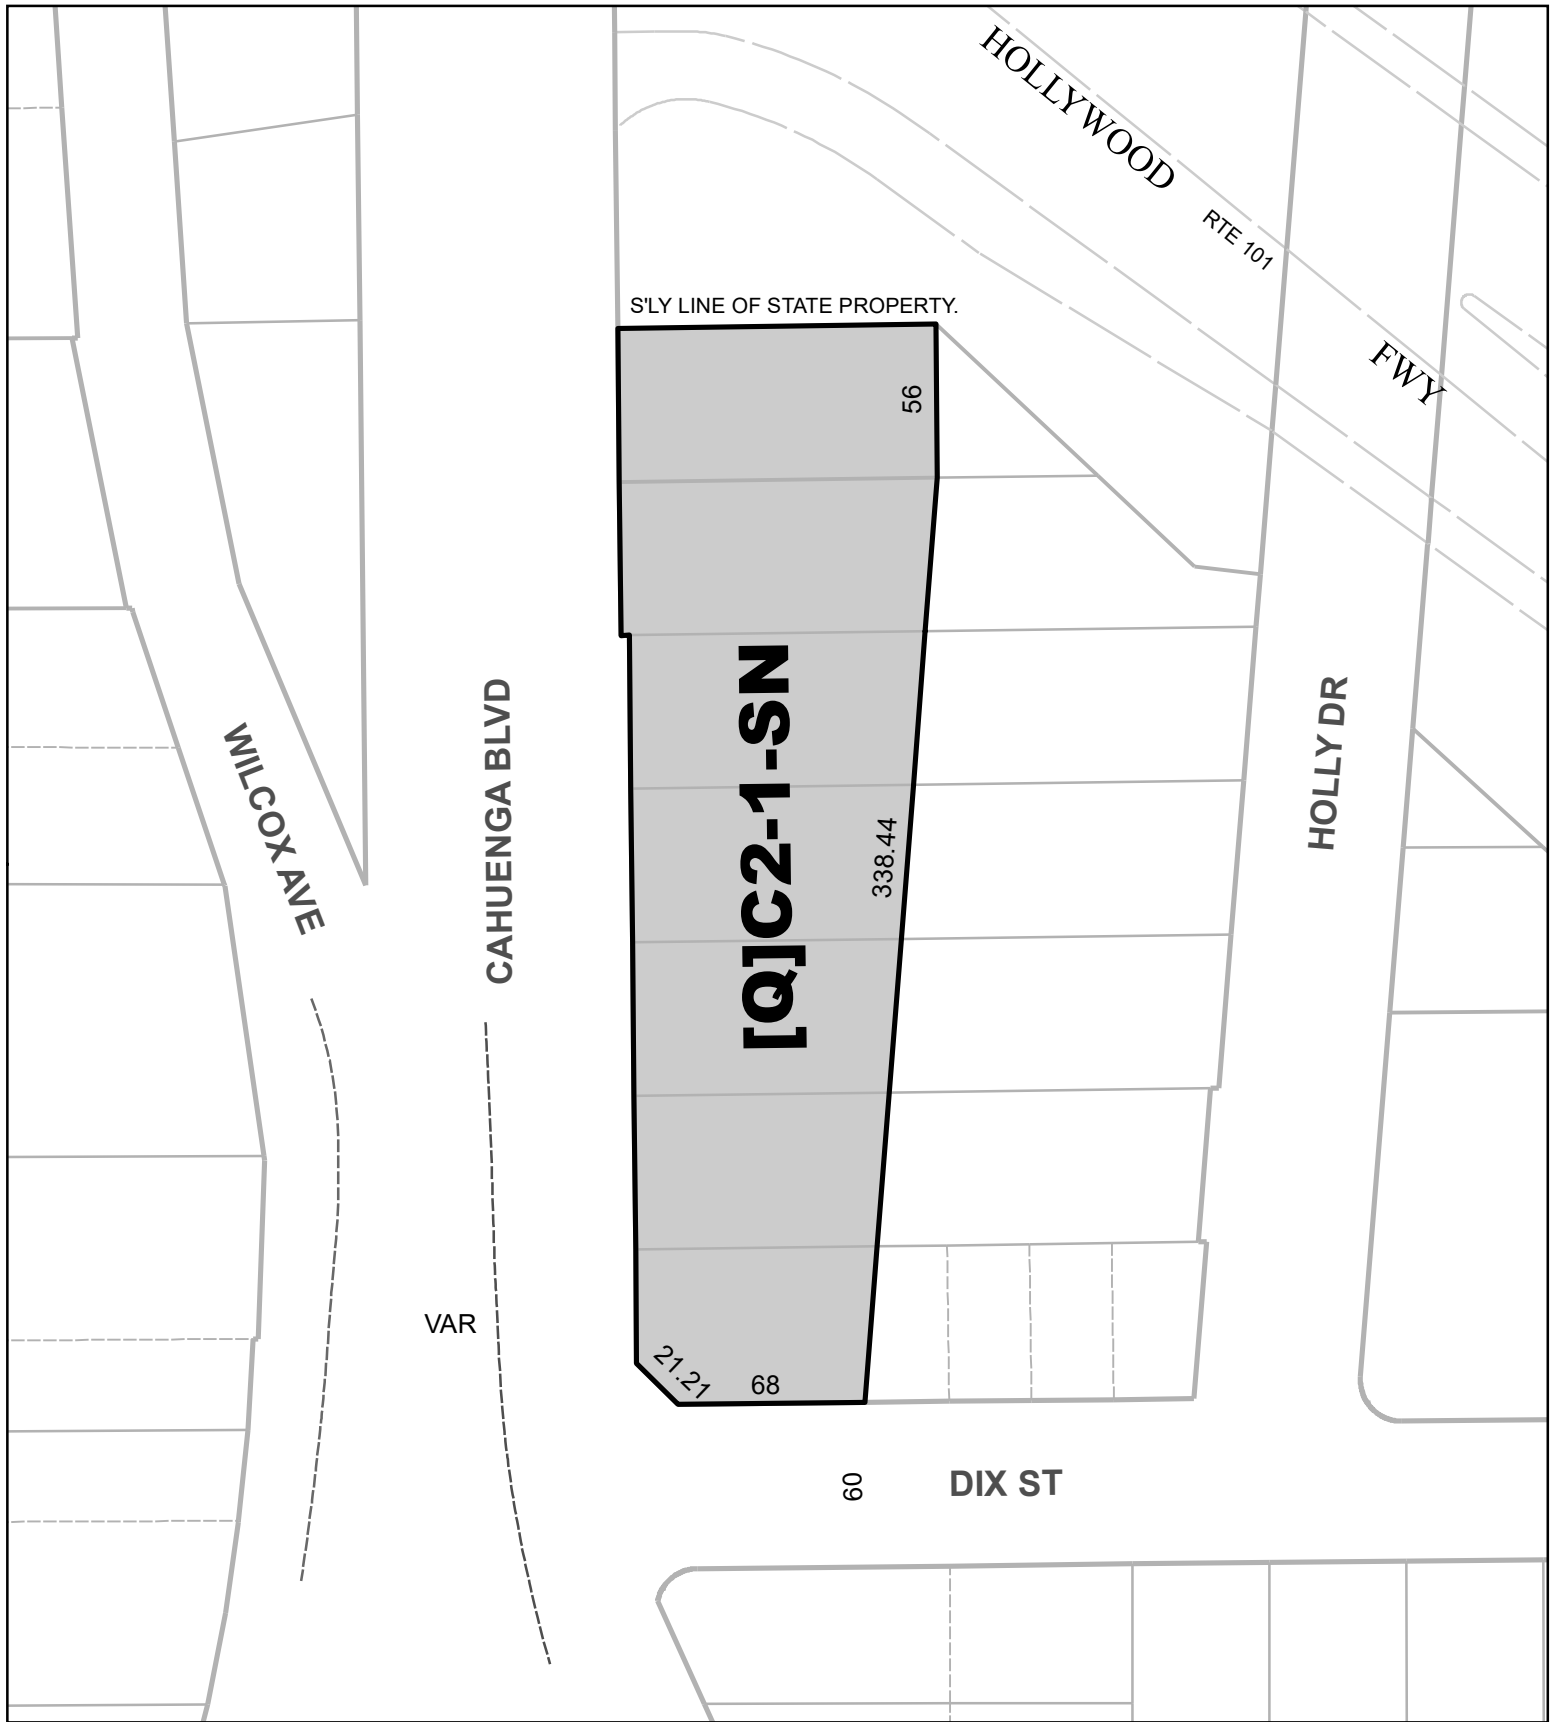 HOLLYWOOD
RTE 101
FWY
S'LY LINE OF STATE PROPERTY.
56
WILCOX AVE
CAHUENGA BLVD
[Q]C2-1-SN
338.44
HOLLY DR
VAR
21.21
68
60
DIX ST